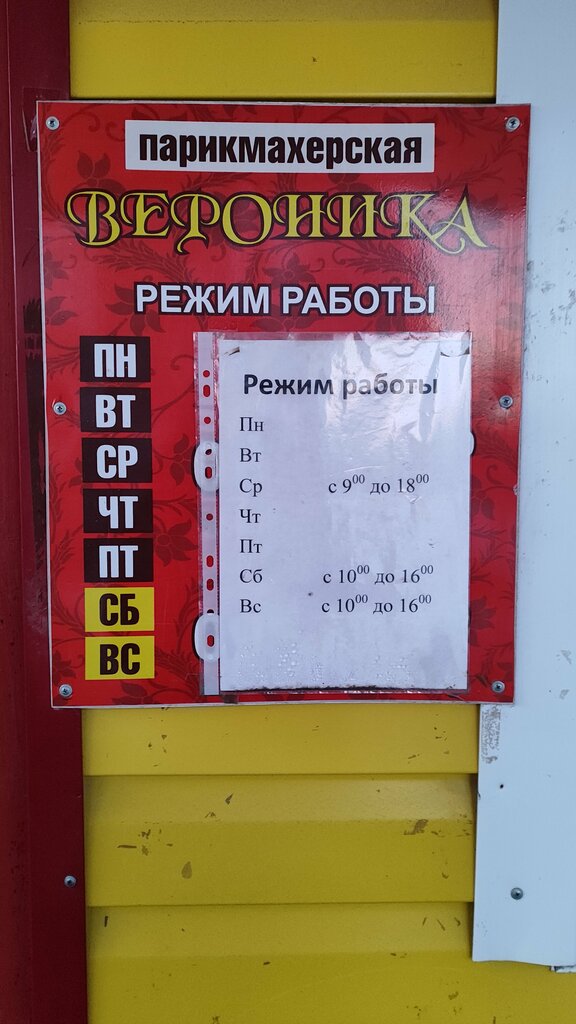 парикмахерская
ВЕРОНИКА
РЕЖИМ РАБОТЫ
ПН
ВТ
СР
ЧТ
ПТ
СБ
ВС
Режим работы
Пн
Вт
Ср с 9⁰⁰ до 18⁰⁰
Чт
Пт
Сб с 10⁰⁰ до 16⁰⁰
Вс с 10⁰⁰ до 16⁰⁰